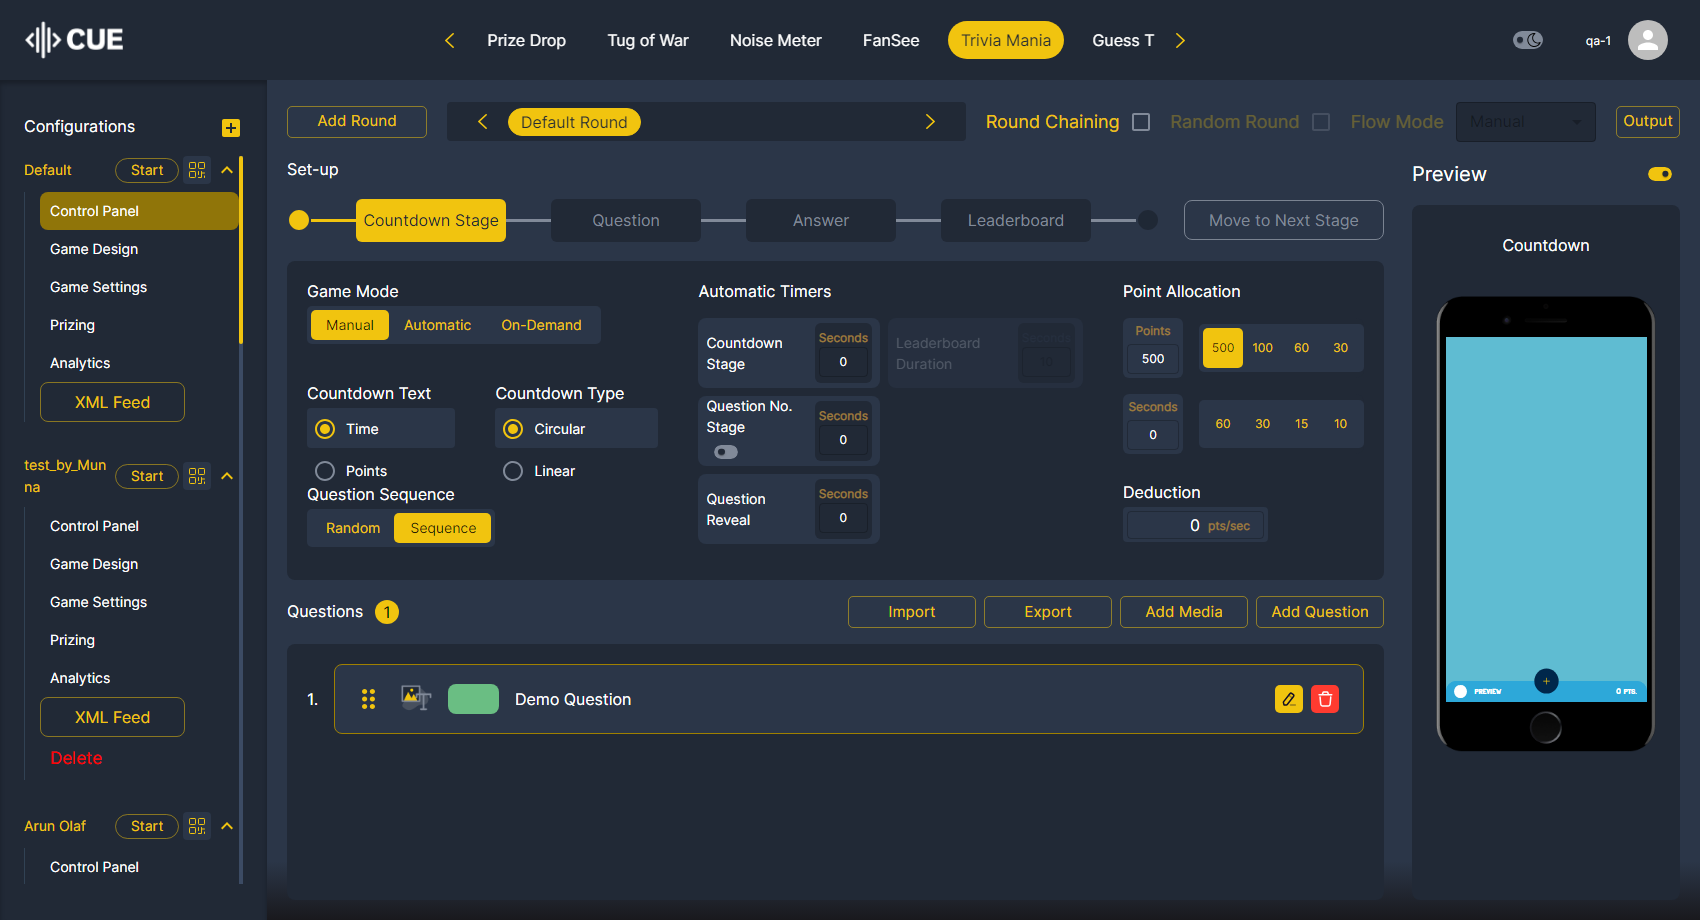 CUE
Prize Drop
Tug of War
Noise Meter
FanSee
Trivia Mania
Guess T
qa-1
Configurations
Default
Start
Control Panel
Game Design
Game Settings
Prizing
Analytics
XML Feed
test_by_Mun
na
Start
Control Panel
Game Design
Game Settings
Prizing
Analytics
XML Feed
Delete
Arun Olaf
Start
Control Panel
Add Round
Default Round
Round Chaining
Random Round
Flow Mode
Manual
Output
Set-up
Countdown Stage
Question
Answer
Leaderboard
Move to Next Stage
Game Mode
Manual
Automatic
On-Demand
Countdown Text
Time
Points
Countdown Type
Circular
Linear
Question Sequence
Random
Sequence
Automatic Timers
Countdown
Stage
Seconds
0
Leaderboard
Duration
Seconds
10
Question No.
Stage
Seconds
0
Question
Reveal
Seconds
0
Point Allocation
Points
500
500
100
60
30
Seconds
0
60
30
15
10
Deduction
0 pts/sec
Questions 1
Import
Export
Add Media
Add Question
1.
T
Demo Question
Preview
Countdown
+
PREVIEW
0 PTS.